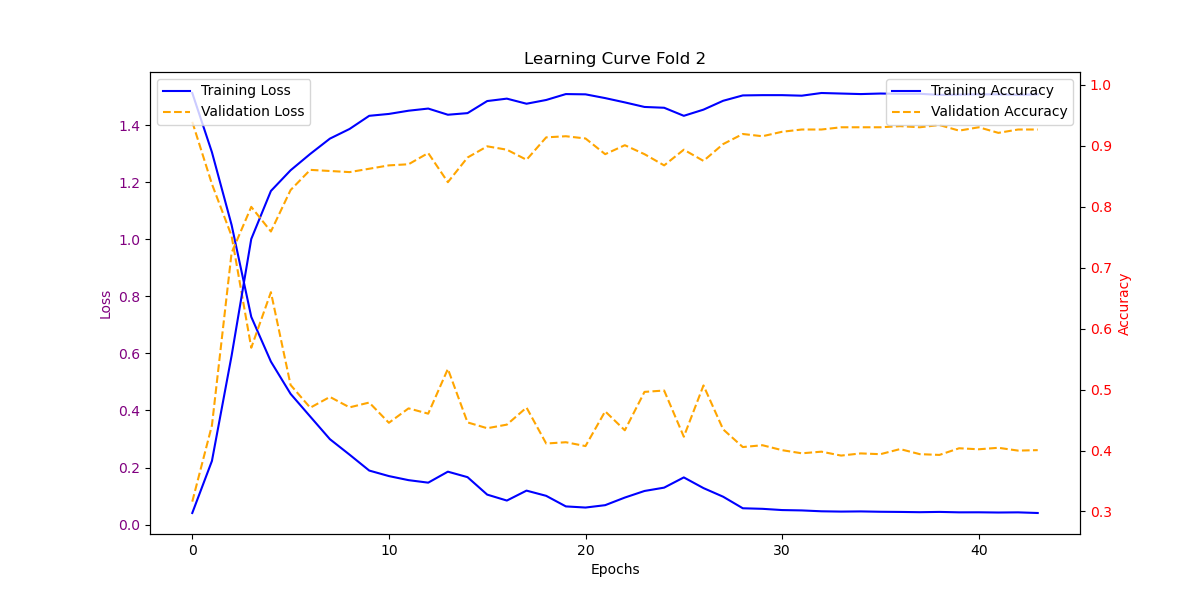 Learning Curve Fold 2
Training Loss
Validation Loss
Training Accuracy
Validation Accuracy
1.4
1.2
1.0
0.8
0.6
0.4
0.2
0.0
Loss
1.0
0.9
0.8
0.7
0.6
0.5
0.4
0.3
Accuracy
0 10 20 30 40
Epochs